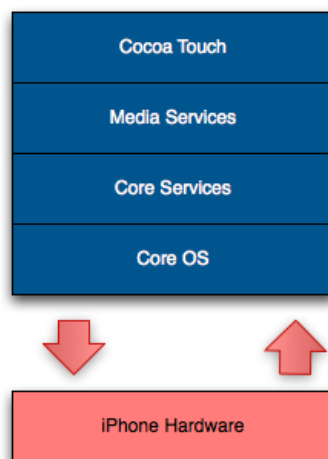 Cocoa Touch
Media Services
Core Services
Core OS
iPhone Hardware